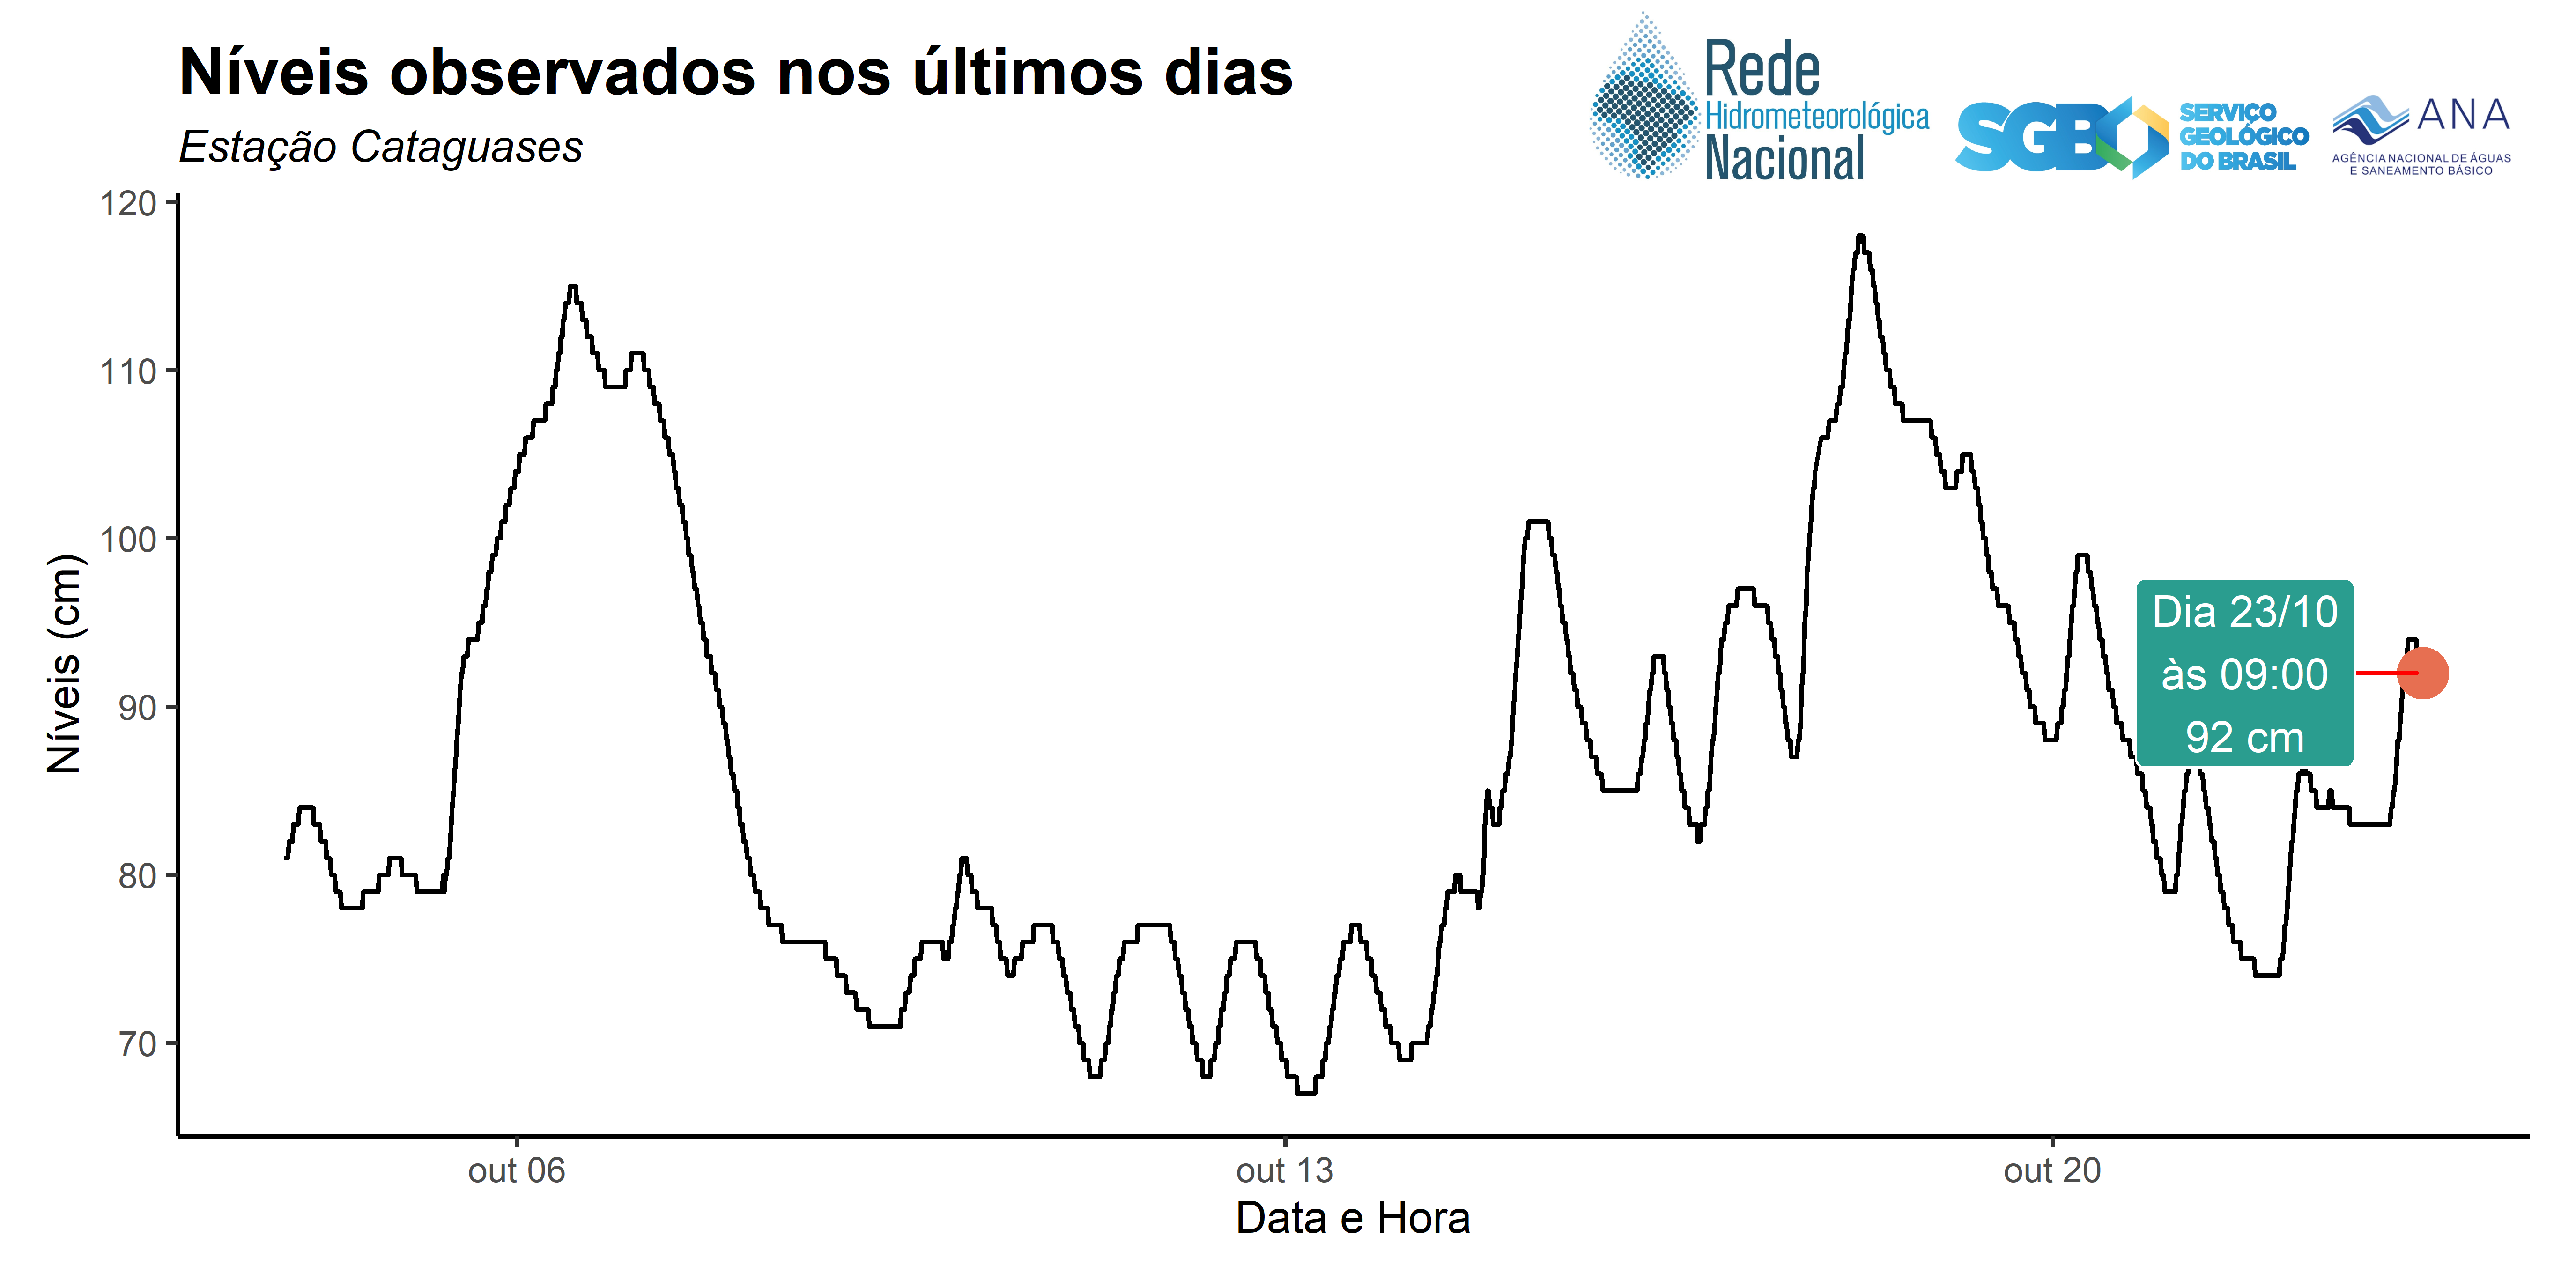 Níveis observados nos últimos dias
Estação Cataguases
Rede
Hidrometeorológica
Nacional
SGB
SERVIÇO
GEOLÓGICO
DO BRASIL
ANA
AGÊNCIA NACIONAL DE ÁGUAS
E SANEAMENTO BÁSICO
Níveis (cm)
120
110
100
90
80
70
Dia 23/10
às 09:00
92 cm
out 06
out 13
out 20
Data e Hora